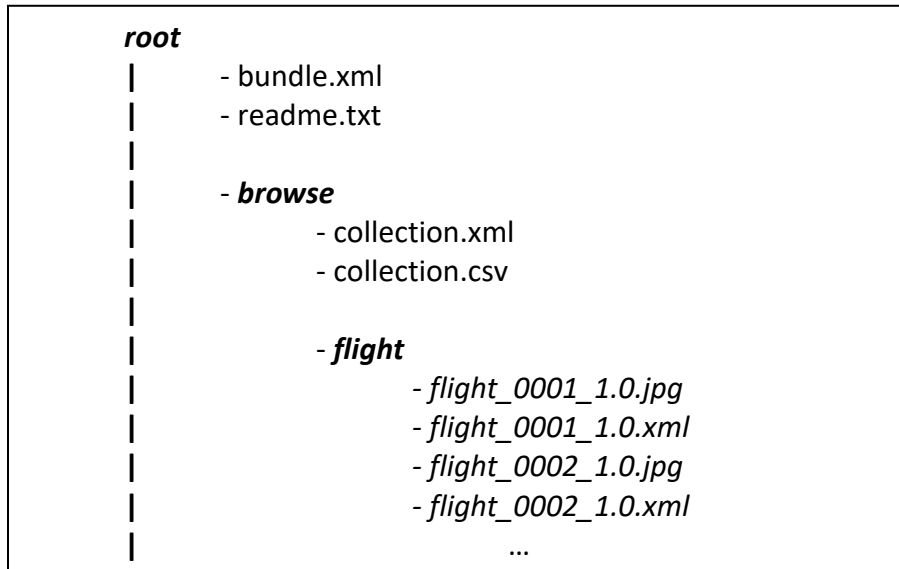 root
| - bundle.xml
| - readme.txt
|
| - browse
| - collection.xml
| - collection.csv
|
| - flight
| - flight_0001_1.0.jpg
| - flight_0001_1.0.xml
| - flight_0002_1.0.jpg
| - flight_0002_1.0.xml
| ...